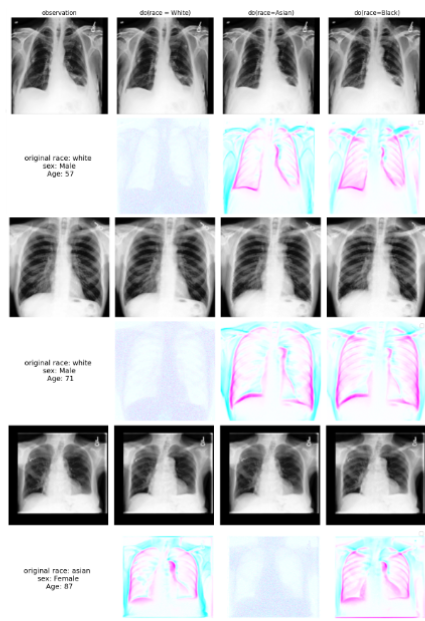 observation do(race = White) do(race=Asian) do(race=Black)
original race: white
sex: Male
Age: 57
original race: white
sex: Male
Age: 71
original race: asian
sex: Female
Age: 87